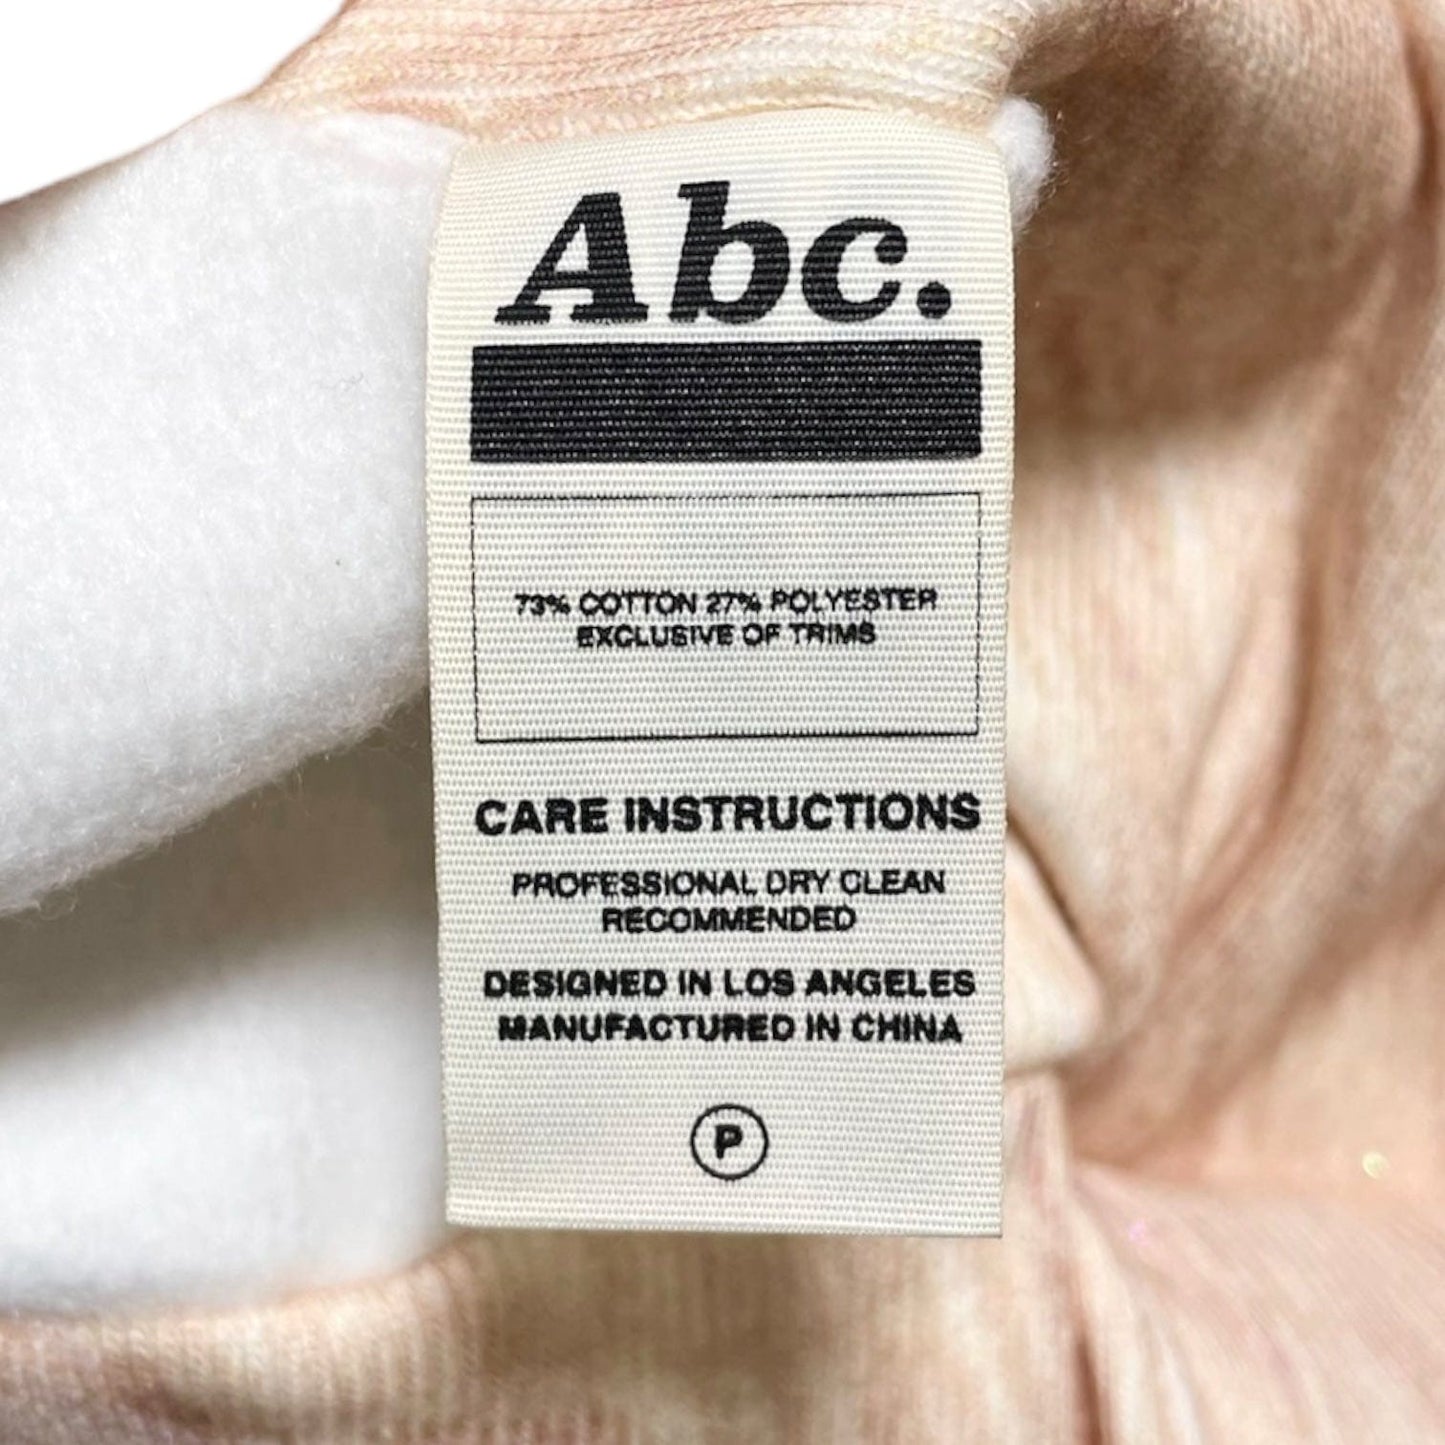 Abc.
73% COTTON 27% POLYESTER
EXCLUSIVE OF TRIMS
CARE INSTRUCTIONS
PROFESSIONAL DRY CLEAN
RECOMMENDED
DESIGNED IN LOS ANGELES
MANUFACTURED IN CHINA
P